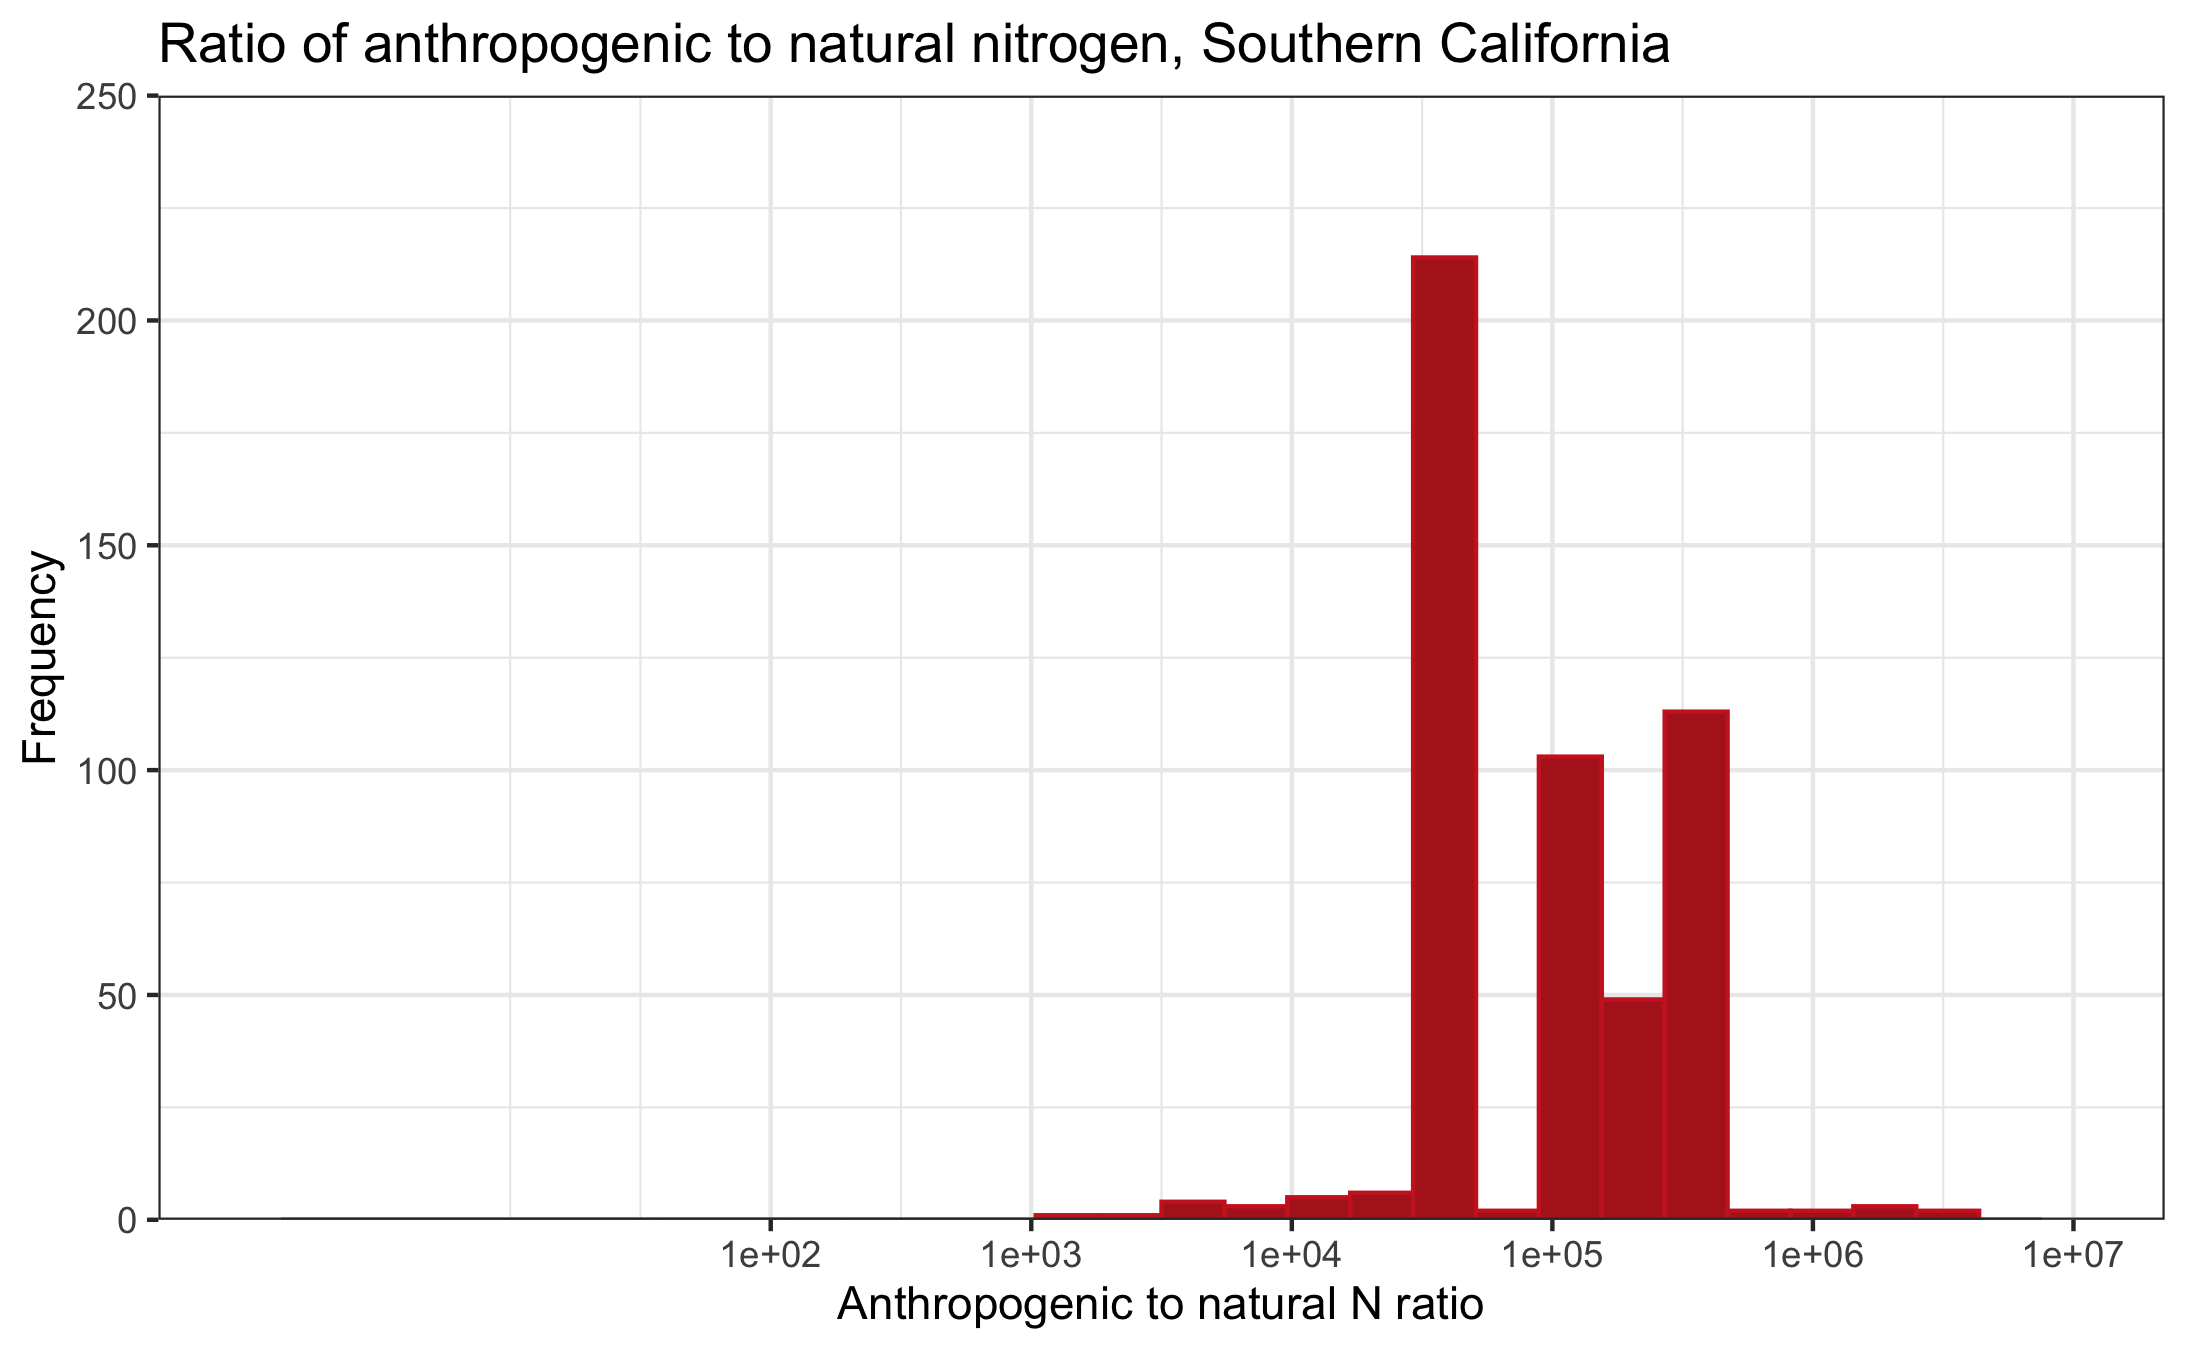 Ratio of anthropogenic to natural nitrogen, Southern California
250
200
150
100
50
0
Frequency
1e+02 1e+03 1e+04 1e+05 1e+06 1e+07
Anthropogenic to natural N ratio